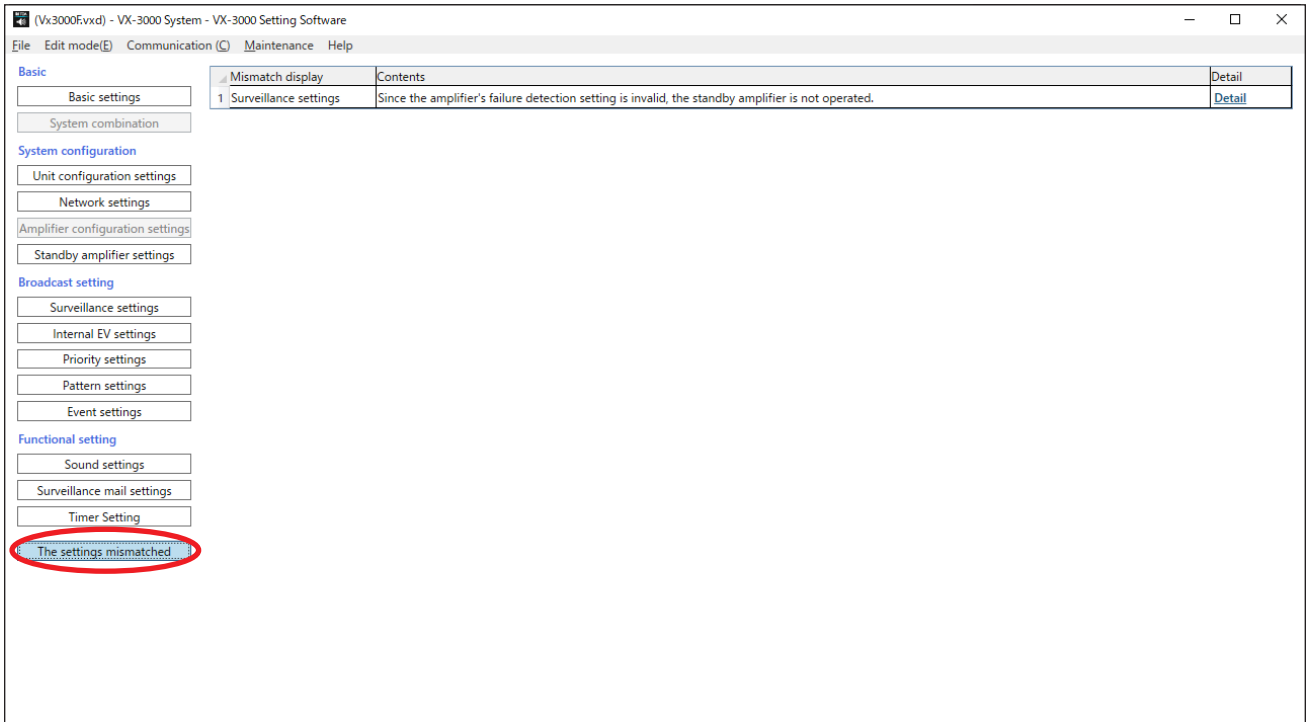 (Vx3000F.vxd) - VX-3000 System - VX-3000 Setting Software
File Edit mode(E) Communication (C) Maintenance Help
Basic
Basic settings
System combination
System configuration
Unit configuration settings
Network settings
Amplifier configuration settings
Standby amplifier settings
Broadcast setting
Surveillance settings
Internal EV settings
Priority settings
Pattern settings
Event settings
Functional setting
Sound settings
Surveillance mail settings
Timer Setting
The settings mismatched
Mismatch display Contents Detail
1 Surveillance settings Since the amplifier's failure detection setting is invalid, the standby amplifier is not operated. Detail